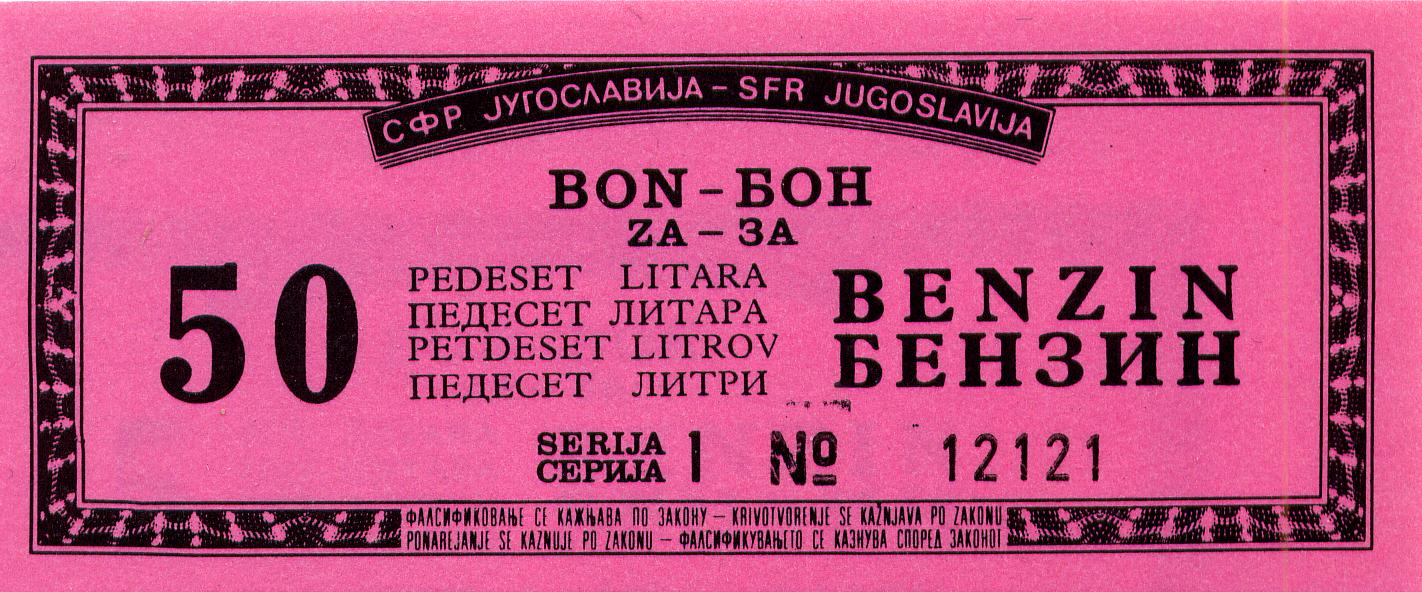 СФР ЈУГОСЛАВИЈА – SFR JUGOSLAVIJA
BON – БОН
ZA – ЗА
50
PEDESET LITARA
ПЕДЕСЕТ ЛИТАРА
PETDESET LITROV
ПЕДЕСЕТ ЛИТРИ
BENZIN
БЕНЗИН
SERIJA
СЕРИЈА
1 № 12121
ФАЛСИФИКОВАЊЕ СЕ КАЖЊАВА ПО ЗАКОНУ – KRIVOTVORENJE SE KAŽNJAVA PO ZAKONU
PONAREJANJE SE KAZNUJE PO ZAKONU – ФАЛСИФИКУВАЊЕТО СЕ КАЗНУВА СПОРЕД ЗАКОНОТ